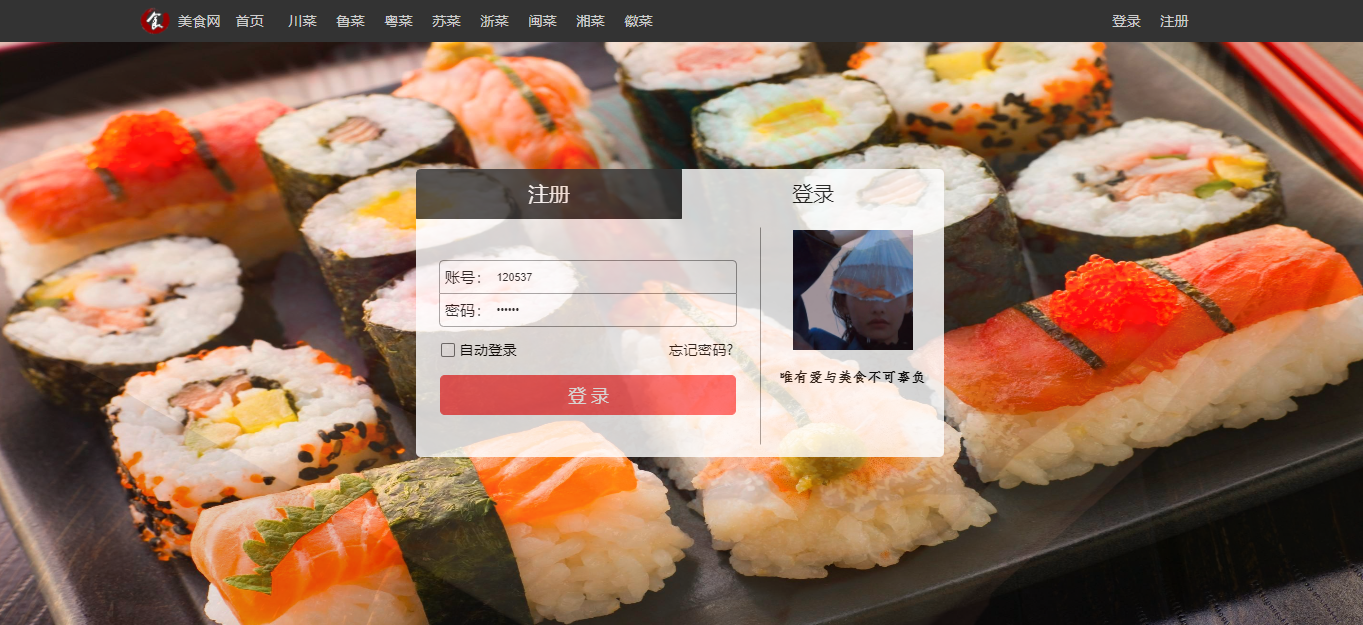 食 美食网 首页 川菜 鲁菜 粤菜 苏菜 浙菜 闽菜 湘菜 徽菜 登录 注册
注册 登录
账号： 120537
密码： ••••••
自动登录 忘记密码?
登录
唯有爱与美食不可辜负